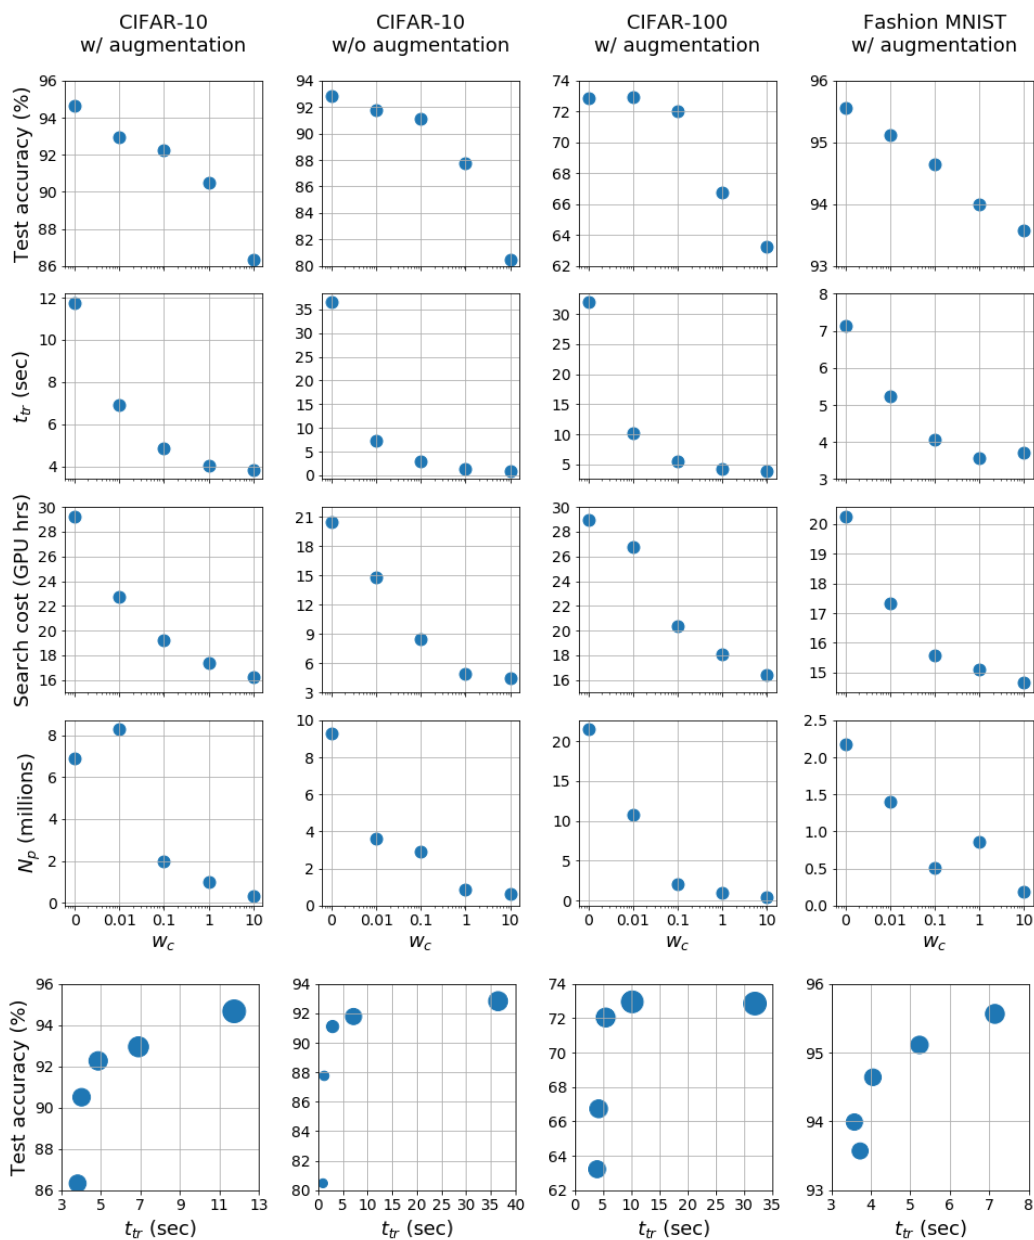 CIFAR-10 CIFAR-10 CIFAR-100 Fashion MNIST
w/ augmentation w/o augmentation w/ augmentation w/ augmentation
Test accuracy (%)
96 94 92 90 88 86
94 92 90 88 86 84 82 80
74 72 70 68 66 64 62
96 95 94 93
t_tr (sec)
12 10 8 6 4
35 30 25 20 15 10 5 0
30 25 20 15 10 5
8 7 6 5 4 3
Search cost (GPU hrs)
30 28 26 24 22 20 18 16
21 18 15 12 9 6 3
30 28 26 24 22 20 18 16
20 19 18 17 16 15
N_p (millions)
8 6 4 2 0
10 8 6 4 2 0
20 15 10 5 0
2.5 2.0 1.5 1.0 0.5 0.0
0 0.01 0.1 1 10 0 0.01 0.1 1 10 0 0.01 0.1 1 10 0 0.01 0.1 1 10
w_c w_c w_c w_c
Test accuracy (%)
96 94 92 90 88 86
94 92 90 88 86 84 82 80
74 72 70 68 66 64 62
96 95 94 93
3 5 7 9 11 13 0 5 10 15 20 25 30 35 40 0 5 10 15 20 25 30 35 3 4 5 6 7 8
t_tr (sec) t_tr (sec) t_tr (sec) t_tr (sec)